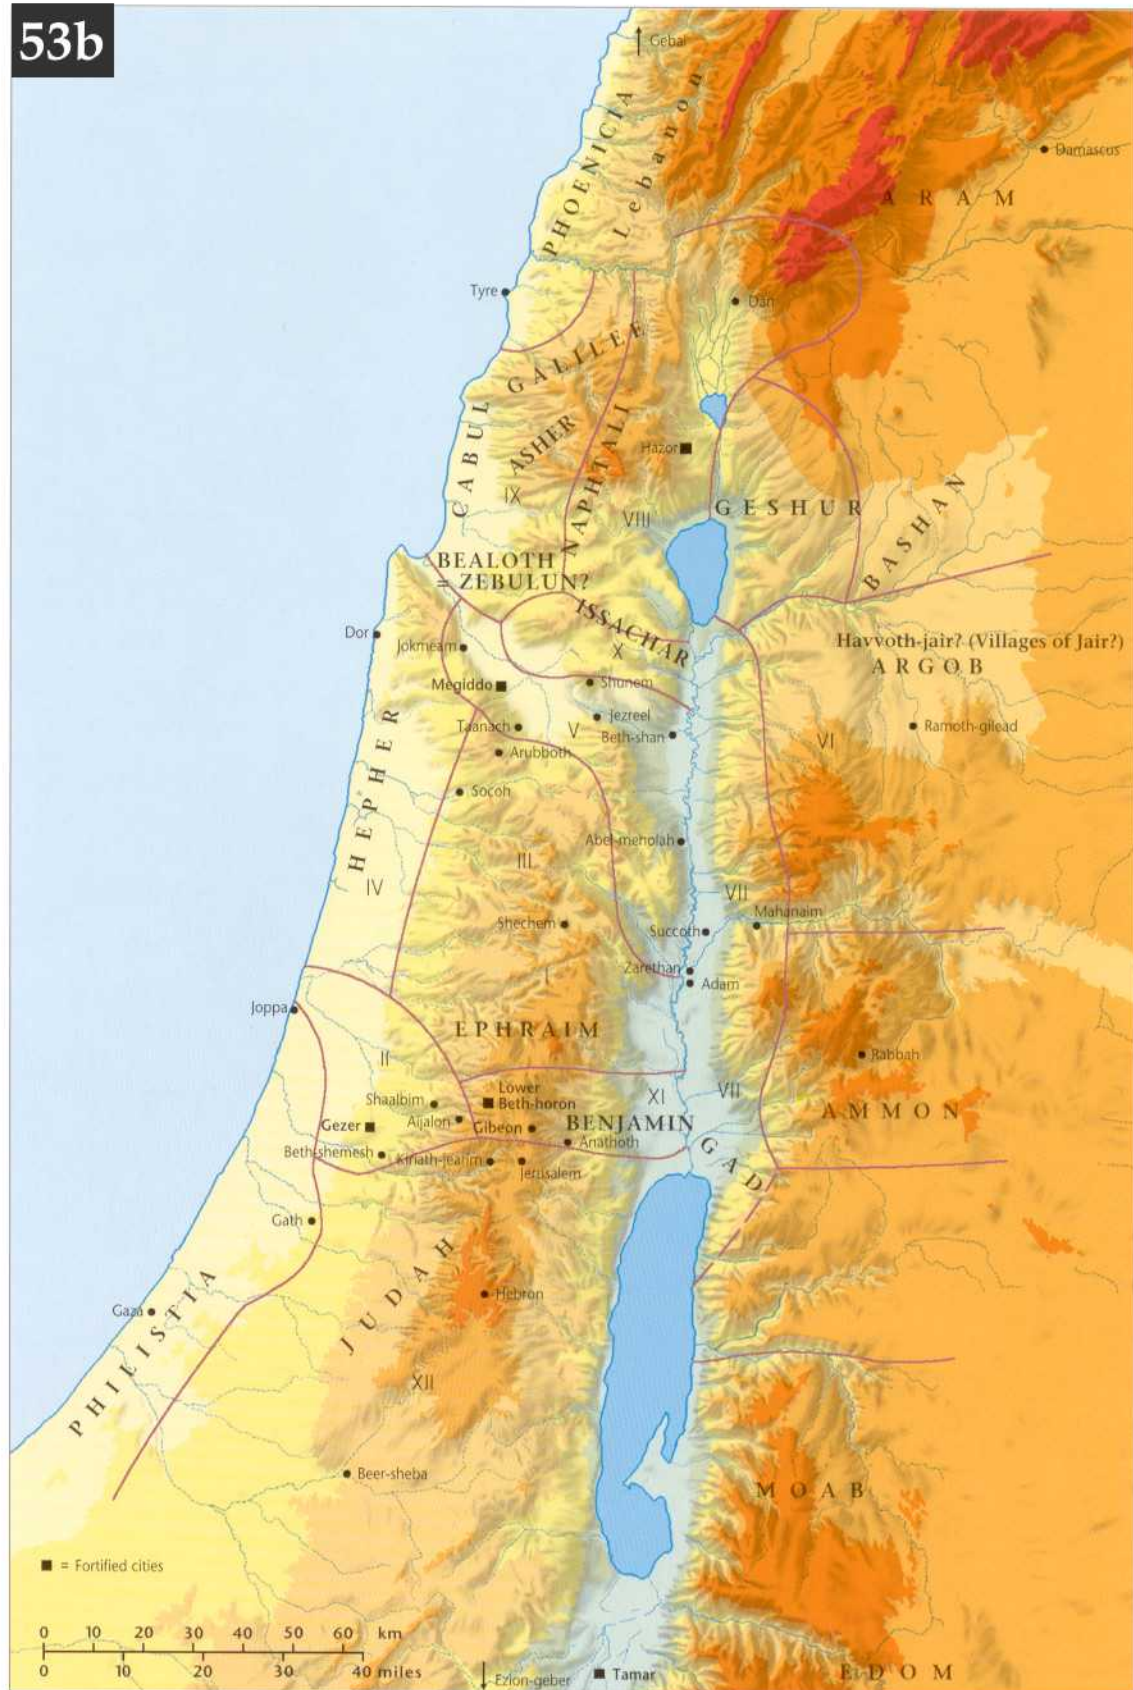 53b
Gebal
PHOENICIA
Lebanon
Damascus
ARAM
Tyre
Dan
GALILEE
CABUL
ASHER
NAPHTALI
Hazor
IX
VIII
GESHUR
BASHAN
BEALOTH
= ZEBULUN?
ISSACHAR
X
Dor
Jokmeam
Havvoth-jair? (Villages of Jair?)
ARGOB
Megiddo
Shunem
Jezreel
Taanach
V
Beth-shan
Ramoth-gilead
VI
Arubboth
HEPHER
Socoh
Abel-meholah
III
IV
VII
Mahanaim
Shechem
Succoth
Zarethan
Adam
I
Joppa
EPHRAIM
II
Rabbah
Lower
Beth-horon
XI
VII
Shaalbim
AMMON
Gezer
Aijalon
Gibeon
BENJAMIN
Anathoth
GAD
Beth-shemesh
Kiriath-jearim
Jerusalem
Gath
JUDAH
Hebron
Gaza
PHILISTIA
XII
Beer-sheba
MOAB
= Fortified cities
0 10 20 30 40 50 60 km
0 10 20 30 40 miles
Ezion-geber
Tamar
EDOM